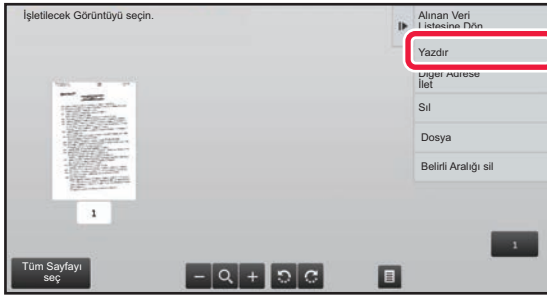 İşletilecek Görüntüyü seçin.
Alınan Veri
Listesine Dön
Yazdır
Diğer Adrese
İlet
Sıl
Dosya
Belirli Aralığı sil
1
1
Tüm Sayfayı
seç